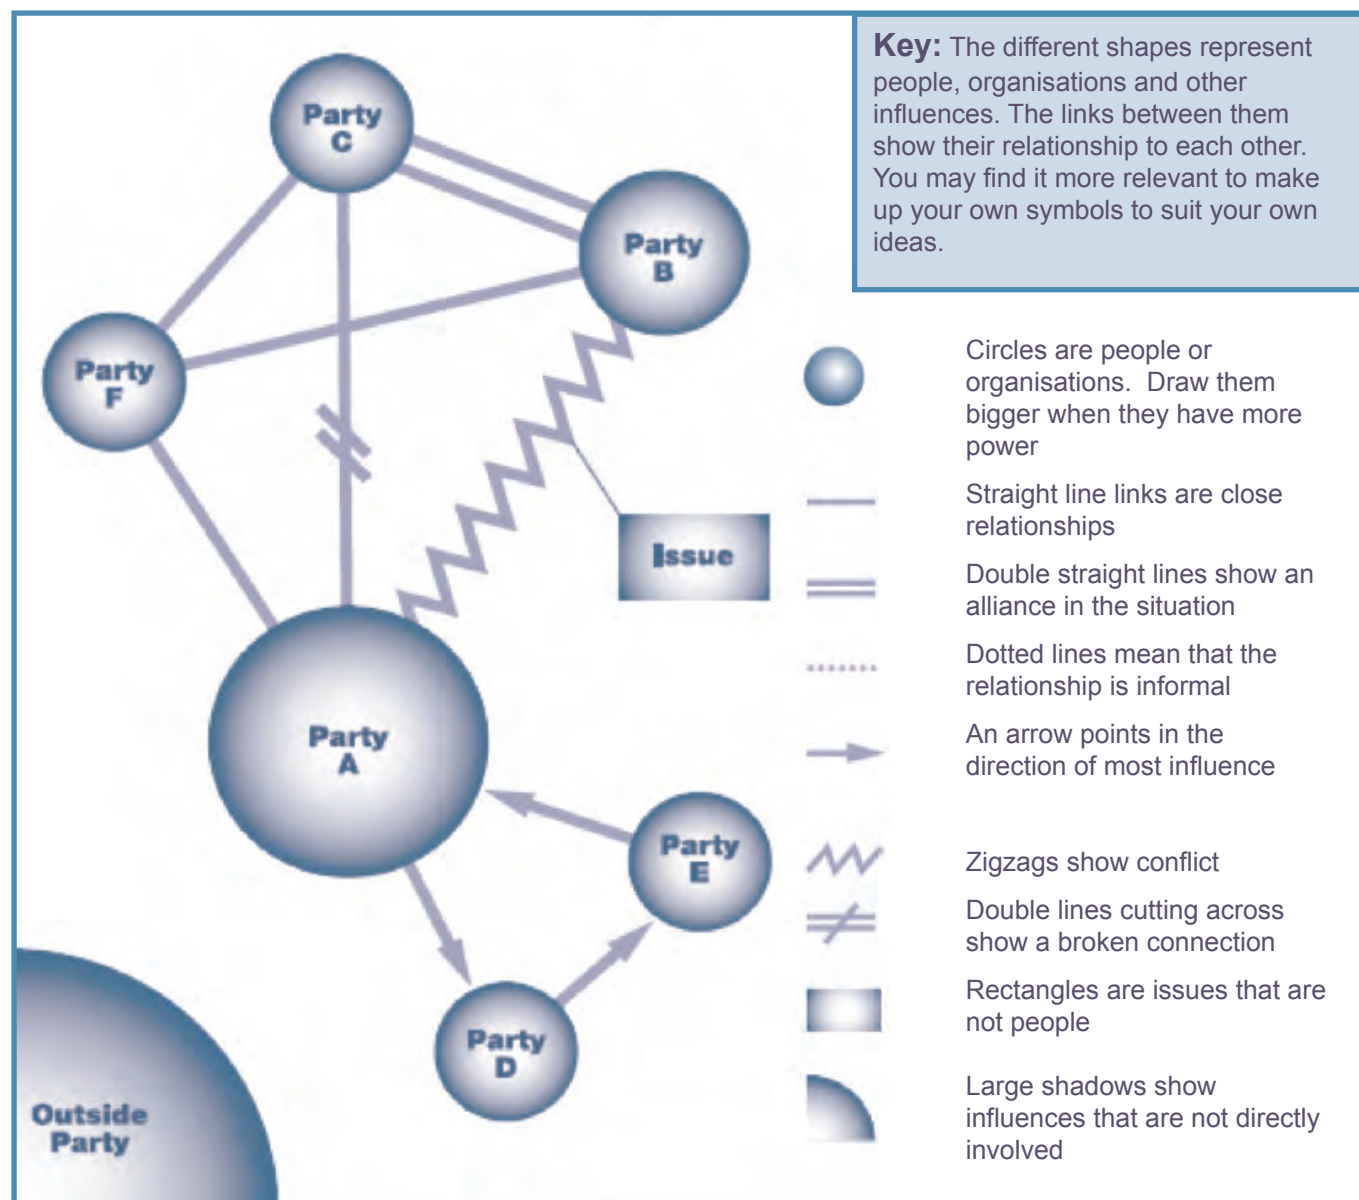 Key: The different shapes represent
people, organisations and other
influences. The links between them
show their relationship to each other.
You may find it more relevant to make
up your own symbols to suit your own
ideas.
Party
C
Party
B
Party
F
Issue
Party
A
Party
E
Party
D
Outside
Party
Circles are people or
organisations.  Draw them
bigger when they have more
power
Straight line links are close
relationships
Double straight lines show an
alliance in the situation
Dotted lines mean that the
relationship is informal
An arrow points in the
direction of most influence
Zigzags show conflict
Double lines cutting across
show a broken connection
Rectangles are issues that are
not people
Large shadows show
influences that are not directly
involved